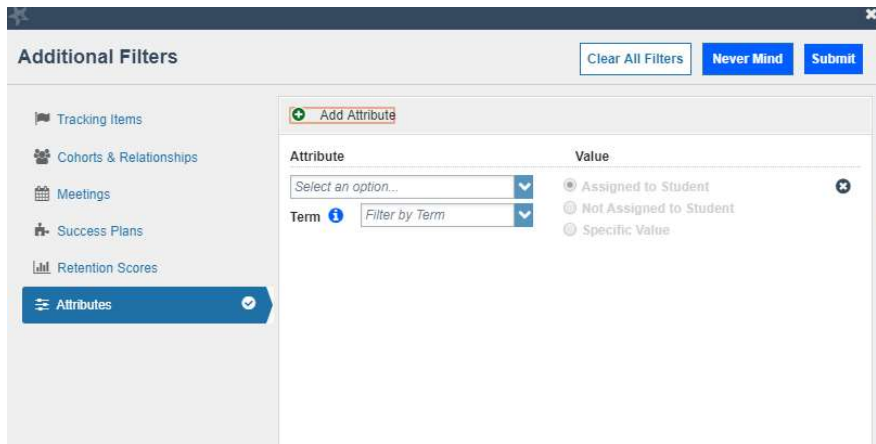 Additional Filters
Clear All Filters
Never Mind
Submit
Tracking Items
Cohorts & Relationships
Meetings
Success Plans
Retention Scores
Attributes
Add Attribute
Attribute
Value
Select an option...
Assigned to Student
Not Assigned to Student
Specific Value
Term
Filter by Term